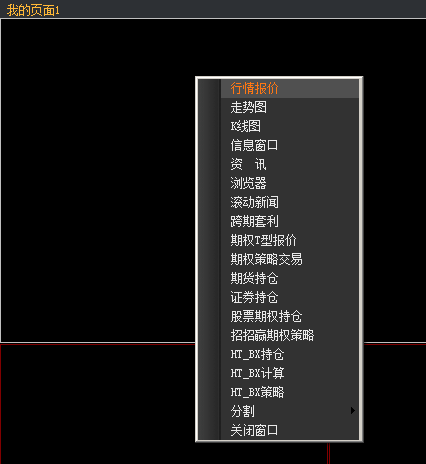 我的页面1
行情报价
走势图
K线图
信息窗口
资　讯
浏览器
滚动新闻
跨期套利
期权T型报价
期权策略交易
期货持仓
证券持仓
股票期权持仓
招招赢期权策略
HT_BX持仓
HT_BX计算
HT_BX策略
分割
关闭窗口